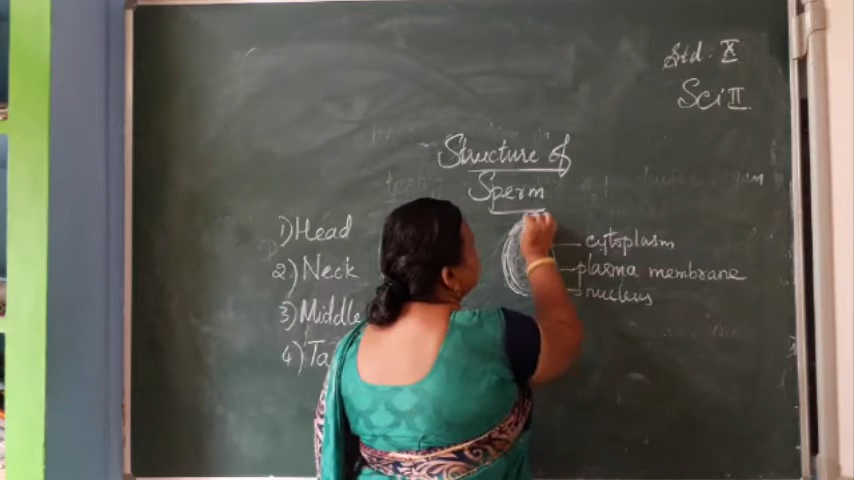 Std: X
Sci II
Structure of
Sperm
1) Head
2) Neck
3) Middle
4) Ta
cytoplasm
plasma membrane
nucleus